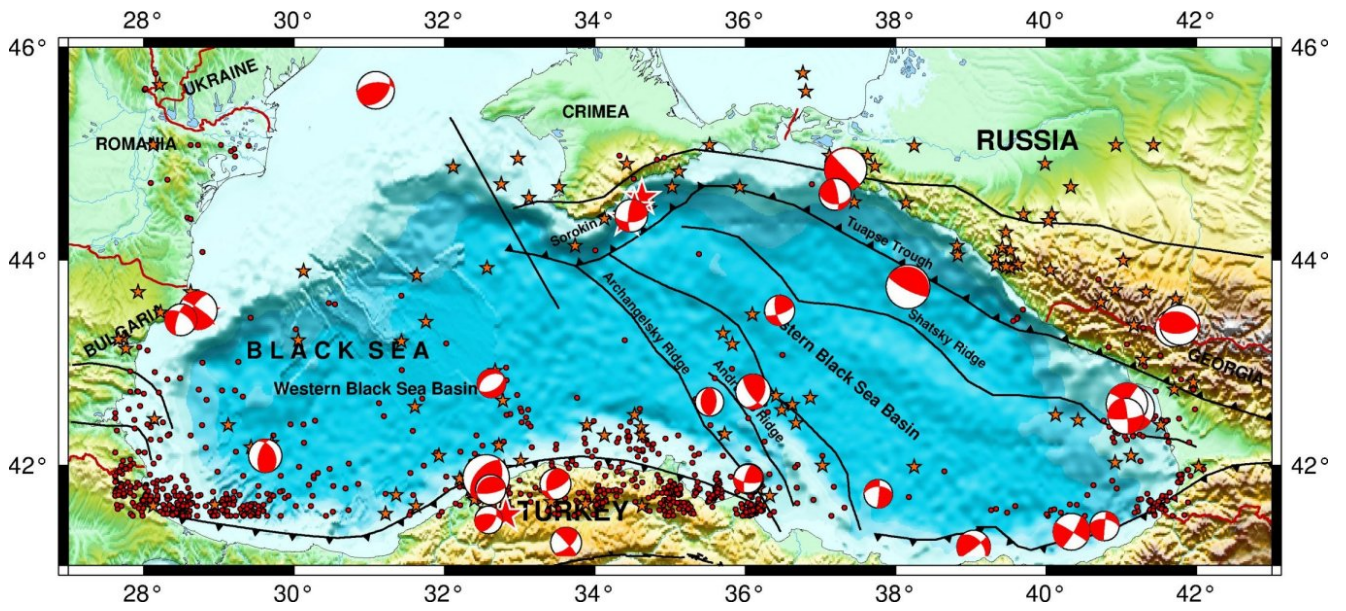 28° 30° 32° 34° 36° 38° 40° 42°
46° 46°
UKRAINE
CRIMEA
ROMANIA
RUSSIA
Sorokin
Tuapse Trough
44° 44°
Archangelsky Ridge
Shatsky Ridge
BULGARIA
BLACK SEA
GEORGIA
stern Black Sea Basin
Western Black Sea Basin
Ridge
42° 42°
TURKEY
28° 30° 32° 34° 36° 38° 40° 42°